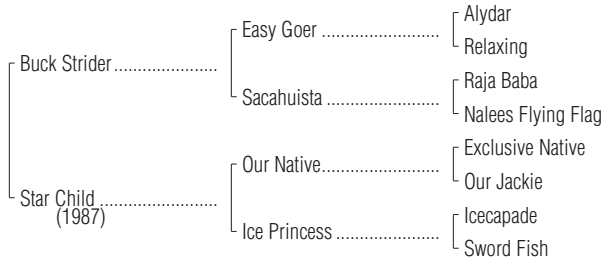 Alydar
Easy Goer ........................
Relaxing
Buck Strider .....................
Raja Baba
Sacahuista .......................
Nalees Flying Flag
Exclusive Native
Our Native........................
Our Jackie
Star Child ........................
(1987)
Icecapade
Ice Princess .....................
Sword Fish